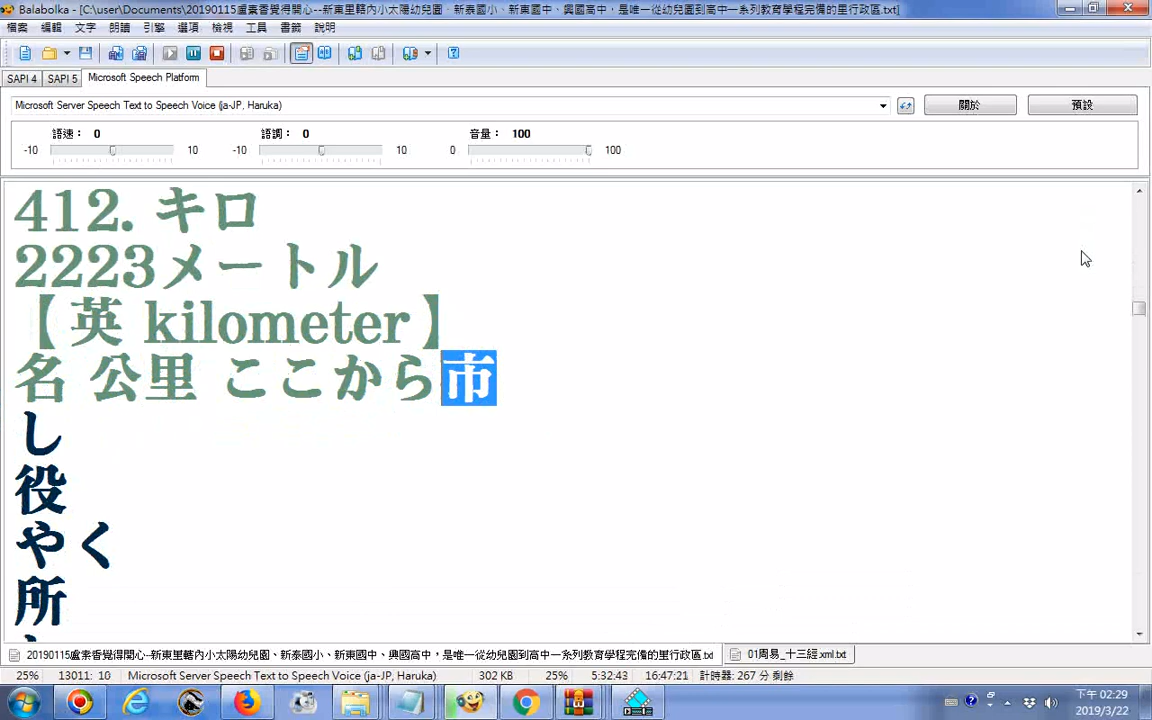 Balabolka - [C:\user\Documents\20190115盧素香覺得開心--新東里轄內小太陽幼兒園、新泰國小、新東國中、興國高中，是唯一從幼兒園到高中一系列教育學程完備的里行政區.txt]
檔案 編輯 文字 朗讀 引擎 選項 檢視 工具 書籤 說明
SAPI 4 SAPI 5 Microsoft Speech Platform
Microsoft Server Speech Text to Speech Voice (ja-JP, Haruka) 關於 預設
語速： 0 語調： 0 音量： 100
-10 10 -10 10 0 100
412. キロ
2223メートル
【英 kilometer】
名 公里 ここから市
し
役
や く
所
20190115盧素香覺得開心--新東里轄內小太陽幼兒園、新泰國小、新東國中、興國高中，是唯一從幼兒園到高中一系列教育學程完備的里行政區.txt 01周易_十三經.xml.txt
25% 13011: 10 Microsoft Server Speech Text to Speech Voice (ja-JP, Haruka) 302 KB 25% 5:32:43 16:47:21 計時器: 267 分 剩餘
下午 02:29
2019/3/22